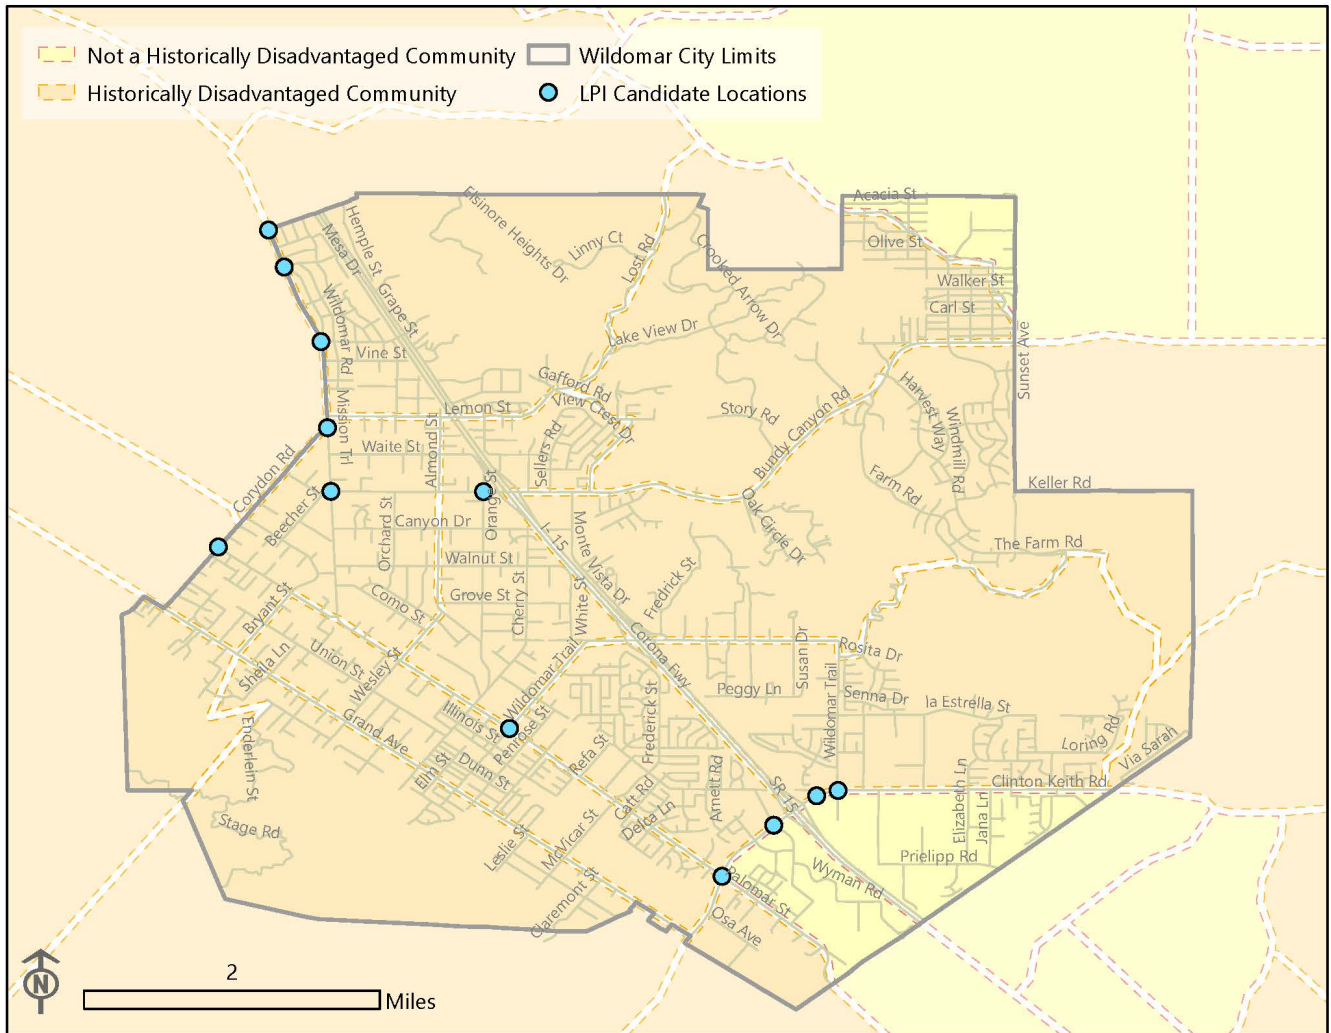 Not a Historically Disadvantaged Community
Wildomar City Limits
Historically Disadvantaged Community
LPI Candidate Locations
Acacia St
Elsinore Heights Dr
Hemple St
Mesa Dr
Linny Ct
Lost Rd
Crooked Arrow Dr
Olive St
Walker St
Carl St
Grape St
Wildomar Rd
Lake View Dr
Sunset Ave
Vine St
Gafford Rd
View Crest Dr
Harvest Way
Windmill Rd
Mission Trl
Lemon St
Story Rd
Bundy Canyon Rd
Almond St
Waite St
Sellers Rd
Corydon Rd
Orange St
Farm Rd
Keller Rd
Beecher St
Orchard St
Canyon Dr
I- 15
Monte Vista Dr
Oak Circle Dr
The Farm Rd
Walnut St
Fredrick St
Bryant St
Como St
Grove St
Cherry St
White St
Corona Fwy
Susan Dr
Rosita Dr
Sheila Ln
Union St
Wesley St
Wildomar Trail
Peggy Ln
Wildomar Trail
Senna Dr
la Estrella St
Enderlein St
Grand Ave
Illinois St
Penrose St
Refa St
Frederick St
Loring Rd
Via Sarah
Elm St
Dunn St
Catt Rd
Delca Ln
Arnett Rd
SR 15
Clinton Keith Rd
Elizabeth Ln
Jana Ln
Stage Rd
Leslie St
McVicar St
Prielipp Rd
Wyman Rd
Claremont St
Palomar St
Osa Ave
N
2
Miles